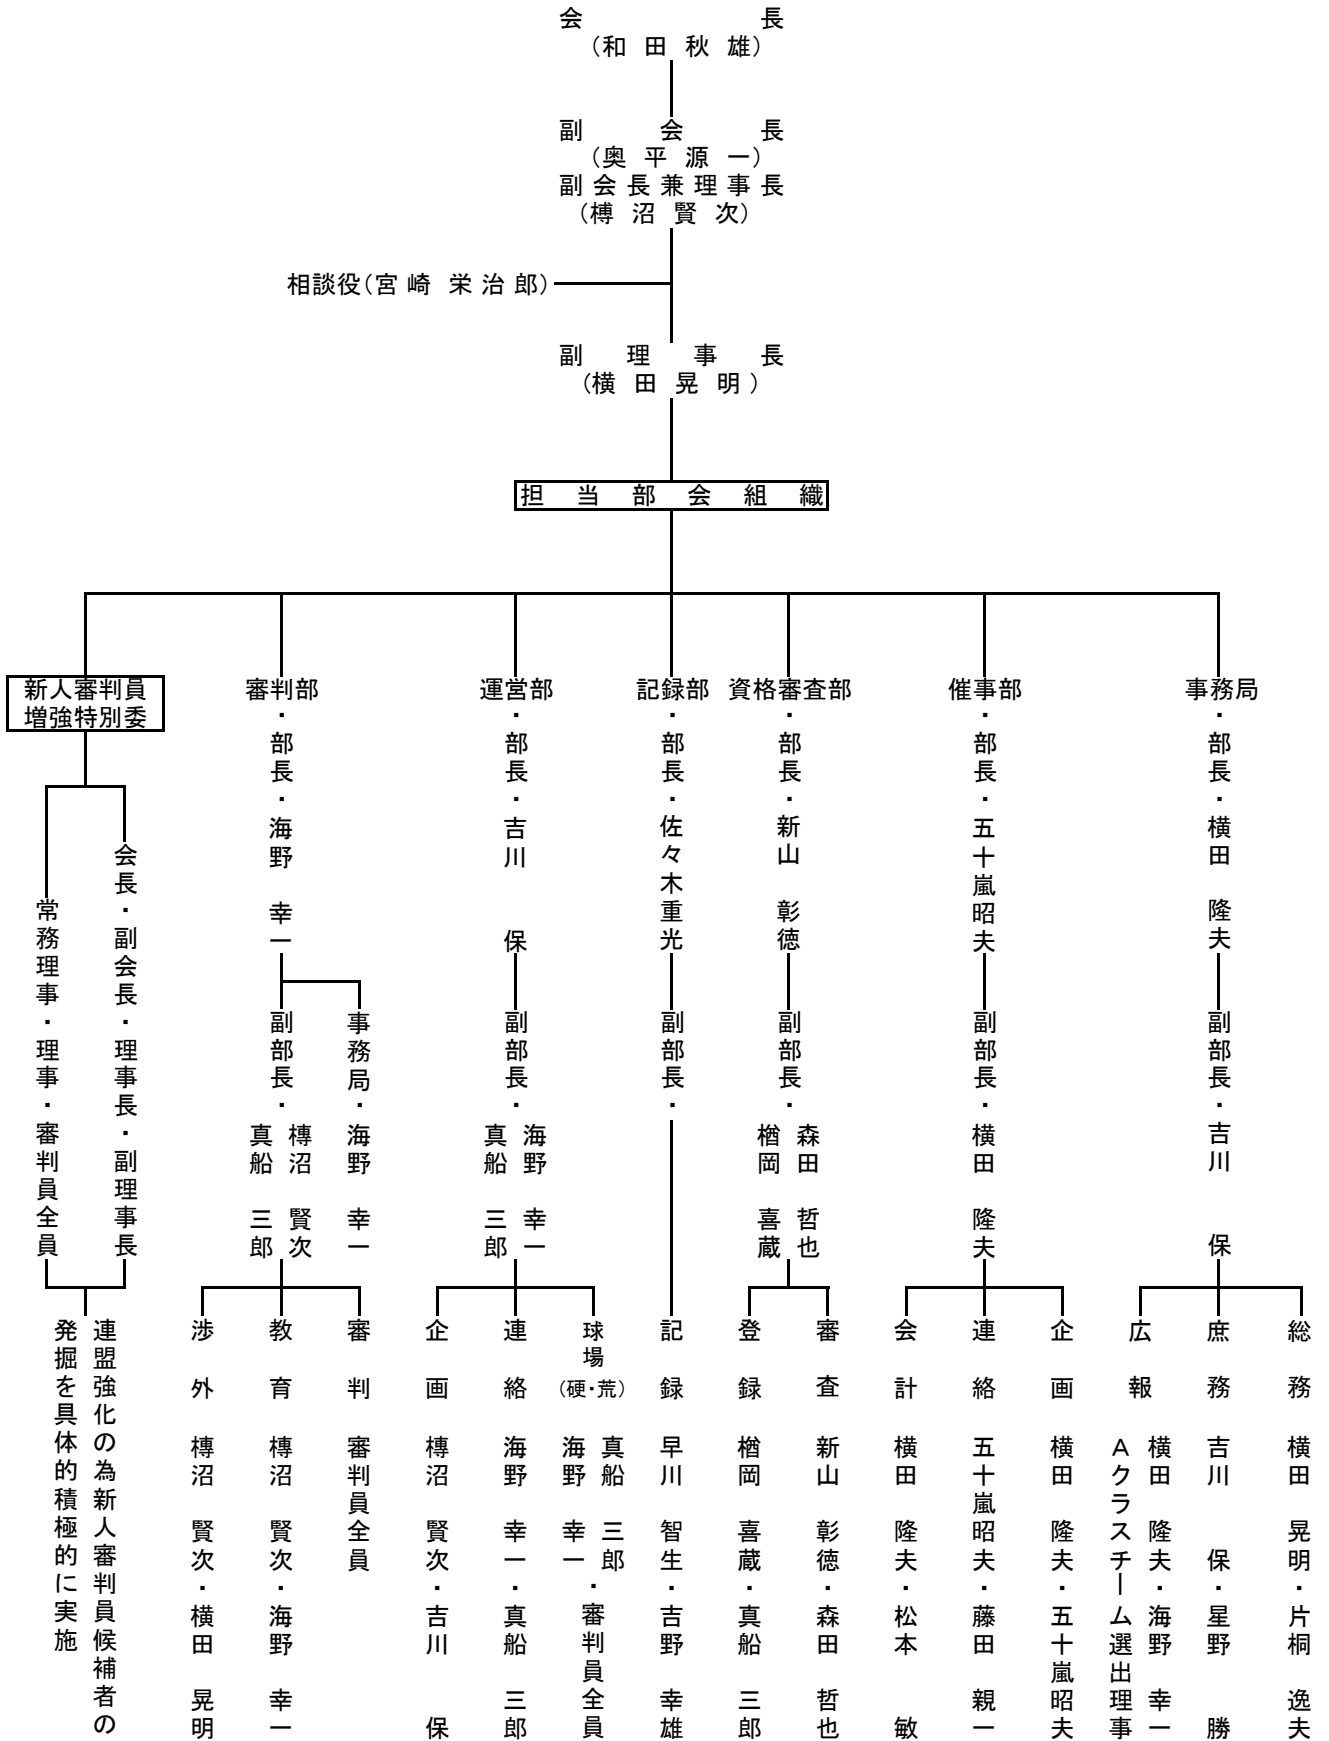 会長
（和田秋雄）
副会長
（奥平源一）
副会長兼理事長
（榑沼賢次）
相談役（宮崎栄治郎）
副理事長
（横田晃明）
担当部会組織
新人審判員
増強特別委
会長・副会長・理事長・副理事長
常務理事・理事・審判員全員
連盟強化の為新人審判員候補者の
発掘を具体的積極的に実施
審判部
・部長・海野 幸一
事務局・海野 幸一
副部長・
榑沼 賢次
真船 三郎
審判 審判員全員
教育 榑沼 賢次・海野 幸一
渉外 榑沼 賢次・横田 晃明
運営部
・部長・吉川 保
副部長・
海野 幸一
真船 三郎
球場
（硬・荒）
真船 三郎
海野 幸一
・審判員全員
連絡 海野 幸一・真船 三郎
企画 榑沼 賢次・吉川 保
記録部
・部長・佐々木重光
副部長・
記録 早川 智生・吉野 幸雄
資格審査部
・部長・新山 彰徳
副部長・
森田 哲也
楢岡 喜蔵
審査 新山 彰徳・森田 哲也
登録 楢岡 喜蔵・真船 三郎
催事部
・部長・五十嵐昭夫
副部長・横田 隆夫
企画 横田 隆夫・五十嵐昭夫
連絡 五十嵐昭夫・藤田 親一
会計 横田 隆夫・松本 敏
事務局
・部長・横田 隆夫
副部長・吉川 保
総務 横田 晃明・片桐 逸夫
庶務 吉川 保・星野 勝
広報
横田 隆夫・海野 幸一
Ａクラスチーム選出理事